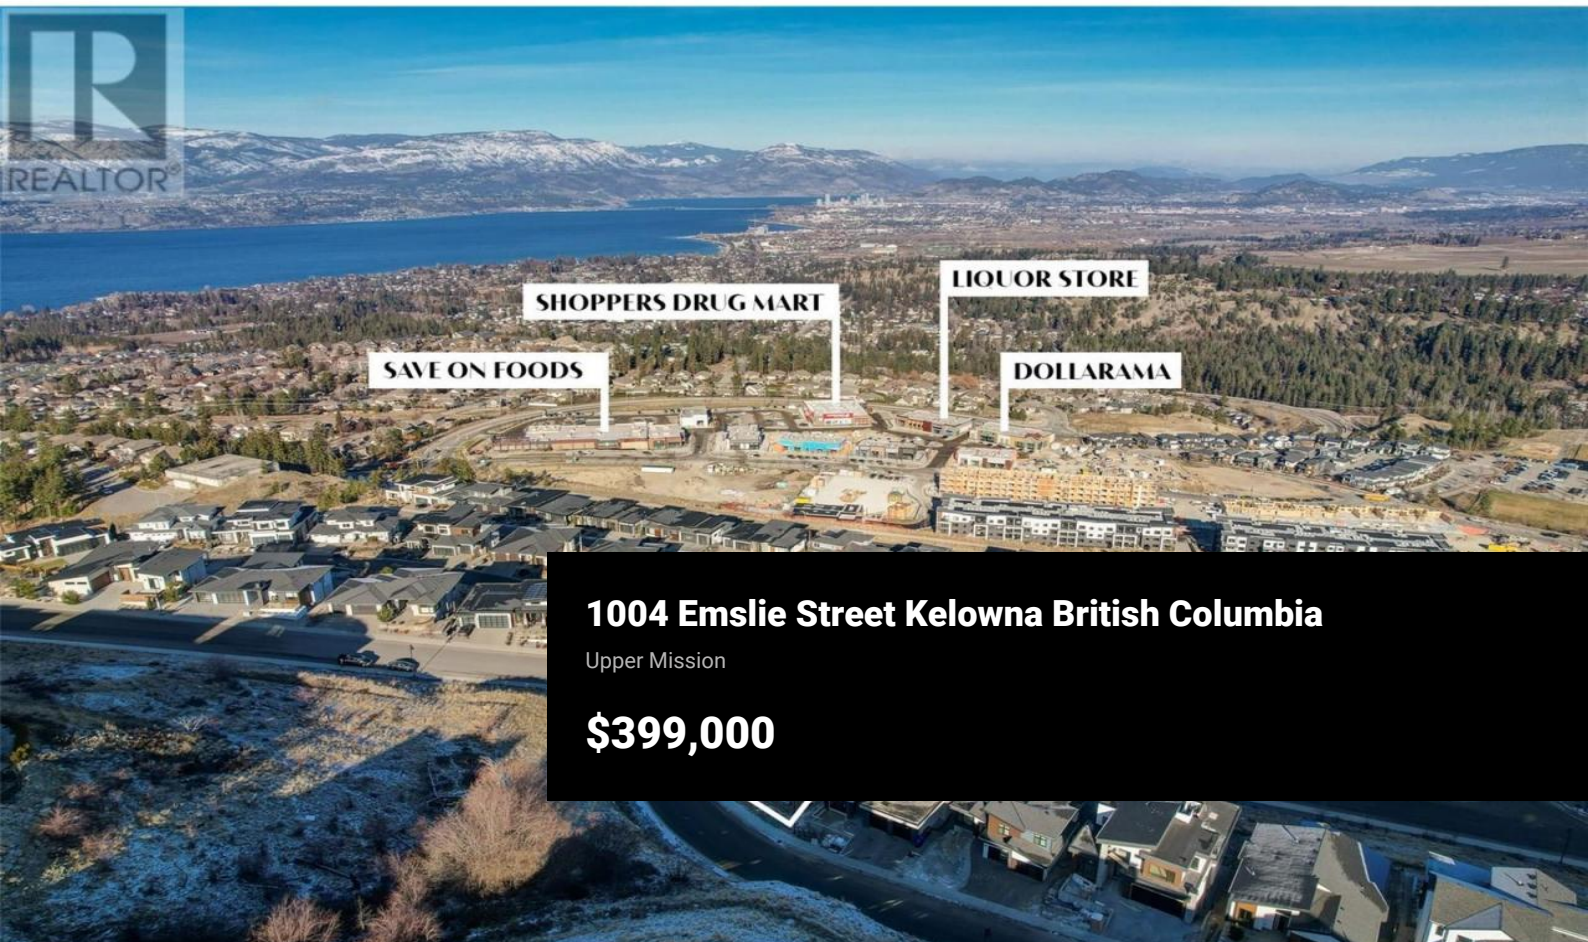 R
REALTOR®
LIQUOR STORE
SHOPPERS DRUG MART
SAVE ON FOODS
DOLLARAMA
1004 Emslie Street Kelowna British Columbia
Upper Mission
$399,000